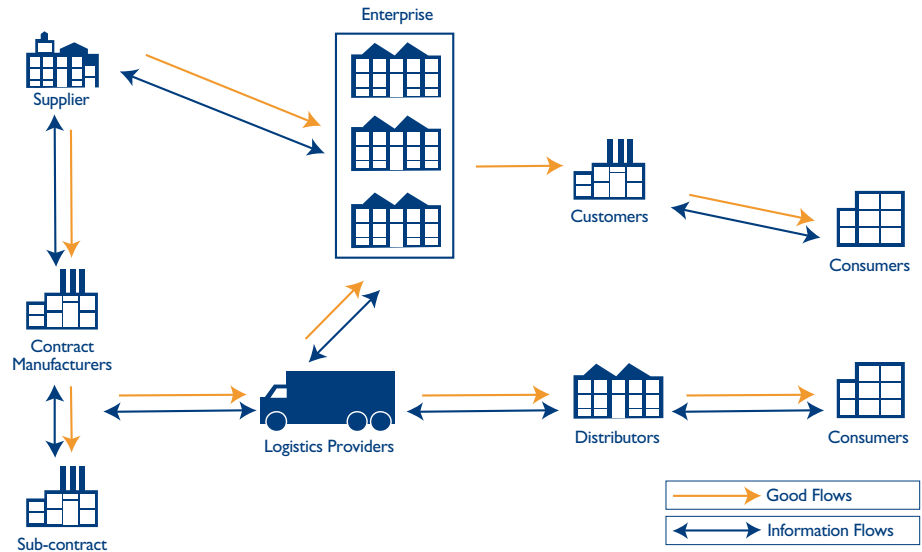 Enterprise
Supplier
Customers
Consumers
Contract
Manufacturers
Logistics Providers
Distributors
Consumers
Sub-contract
Good Flows
Information Flows